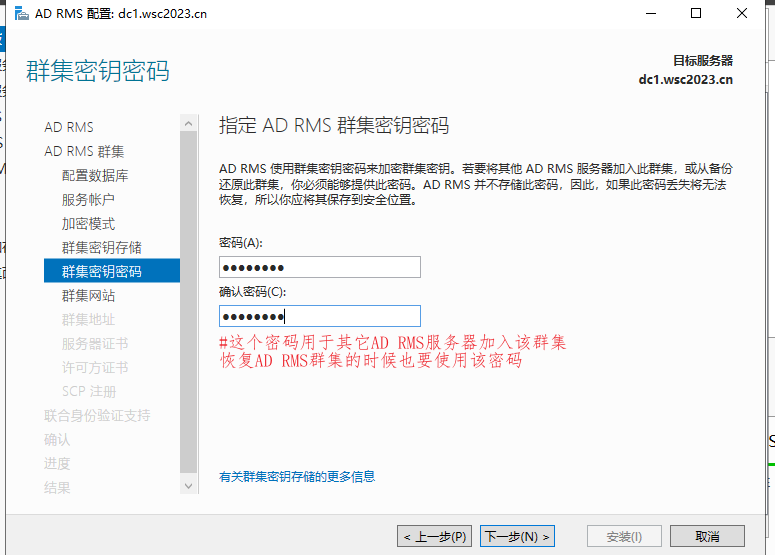 AD RMS 配置: dc1.wsc2023.cn
群集密钥密码
目标服务器
dc1.wsc2023.cn
AD RMS
AD RMS 群集
配置数据库
服务帐户
加密模式
群集密钥存储
群集密钥密码
群集网站
群集地址
服务器证书
许可方证书
SCP 注册
联合身份验证支持
确认
进度
结果
指定 AD RMS 群集密钥密码
AD RMS 使用群集密钥密码来加密群集密钥。若要将其他 AD RMS 服务器加入此群集，或从备份
还原此群集，你必须能够提供此密码。AD RMS 并不存储此密码，因此，如果此密码丢失将无法
恢复，所以你应将其保存到安全位置。
密码(A):
●●●●●●●●
确认密码(C):
●●●●●●●●
#这个密码用于其它AD RMS服务器加入该群集
恢复AD RMS群集的时候也要使用该密码
有关群集密钥存储的更多信息
< 上一步(P)
下一步(N) >
安装(I)
取消